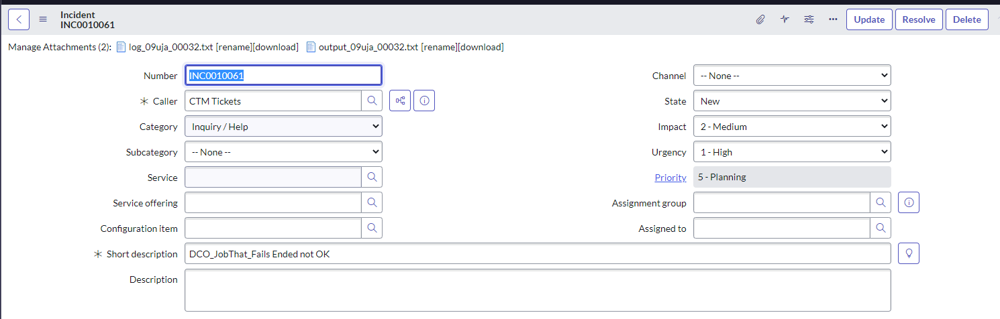 Incident
INC0010061
Update
Resolve
Delete
Manage Attachments (2): log_09uja_00032.txt [rename][download] output_09uja_00032.txt [rename][download]
Number INC0010061
Channel -- None --
Caller CTM Tickets
State New
Category Inquiry / Help
Impact 2 - Medium
Subcategory -- None --
Urgency 1 - High
Service
Priority 5 - Planning
Service offering
Assignment group
Configuration item
Assigned to
Short description DCO_JobThat_Fails Ended not OK
Description